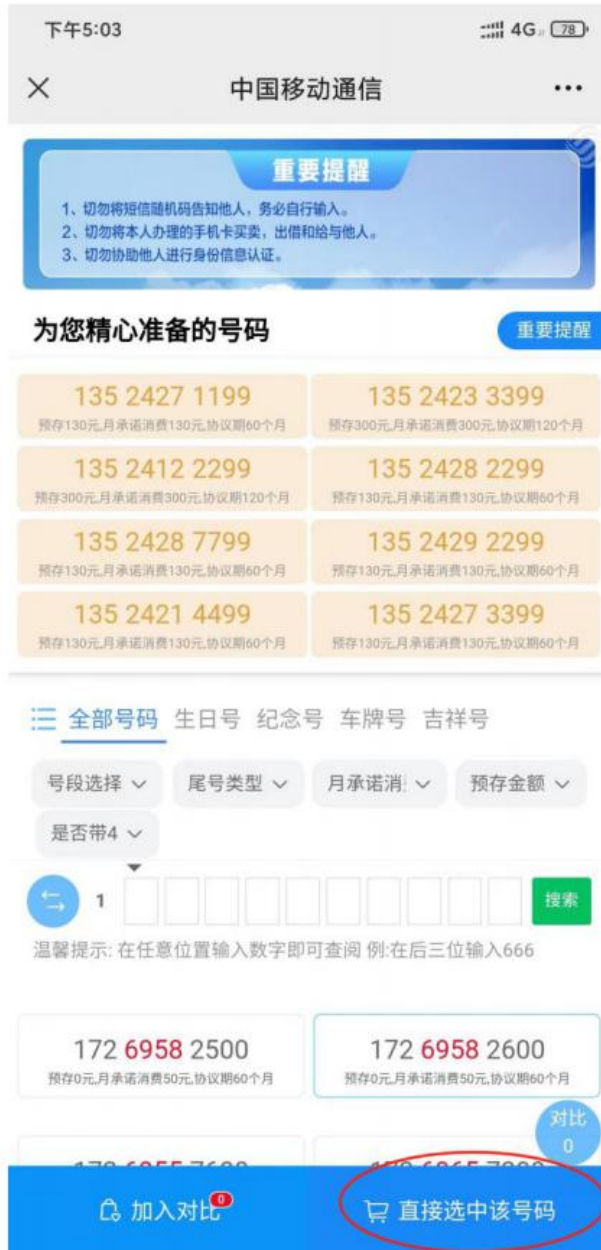 下午5:03 4G 78
中国移动通信
重要提醒
1、切勿将短信随机码告知他人，务必自行输入。
2、切勿将本人办理的手机卡买卖，出借和给与他人。
3、切勿协助他人进行身份信息认证。
为您精心准备的号码 重要提醒
135 2427 1199 135 2423 3399
预存130元,月承诺消费130元,协议期60个月 预存300元,月承诺消费300元,协议期120个月
135 2412 2299 135 2428 2299
预存300元,月承诺消费300元,协议期120个月 预存130元,月承诺消费130元,协议期60个月
135 2428 7799 135 2429 2299
预存130元,月承诺消费130元,协议期60个月 预存130元,月承诺消费130元,协议期60个月
135 2421 4499 135 2427 3399
预存130元,月承诺消费130元,协议期60个月 预存130元,月承诺消费130元,协议期60个月
全部号码 生日号 纪念号 车牌号 吉祥号
号段选择 尾号类型 月承诺消 预存金额
是否带4
1 搜索
温馨提示: 在任意位置输入数字即可查阅 例:在后三位输入666
172 6958 2500 172 6958 2600
预存0元,月承诺消费50元,协议期60个月 预存0元,月承诺消费50元,协议期60个月
对比
0
加入对比 0 直接选中该号码